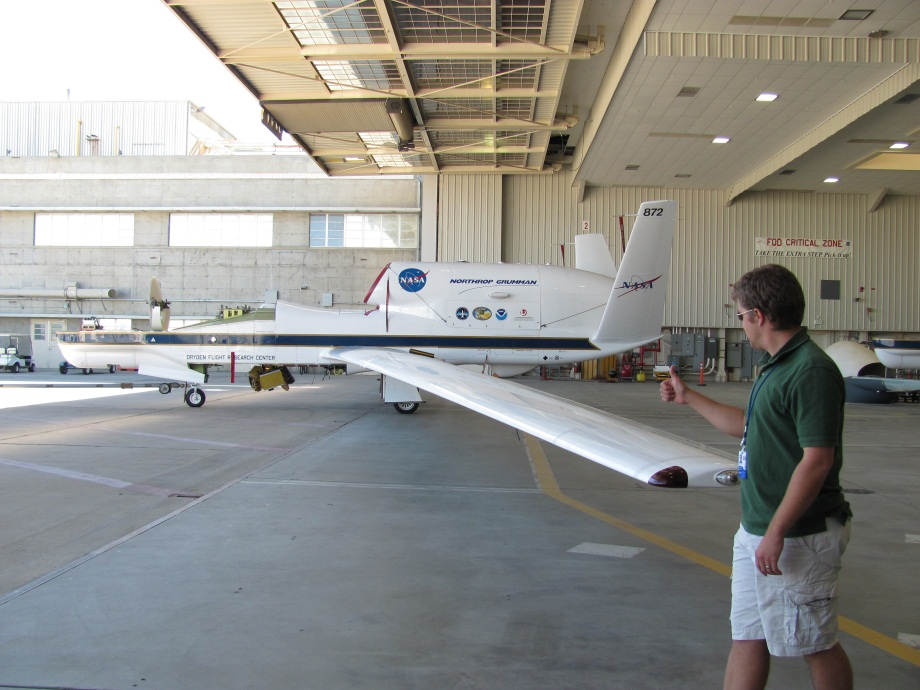 872
2
FOD CRITICAL ZONE
TAKE THE EXTRA STEP Pick it up!
NASA
NORTHROP GRUMMAN
NASA
DRYDEN FLIGHT RESEARCH CENTER